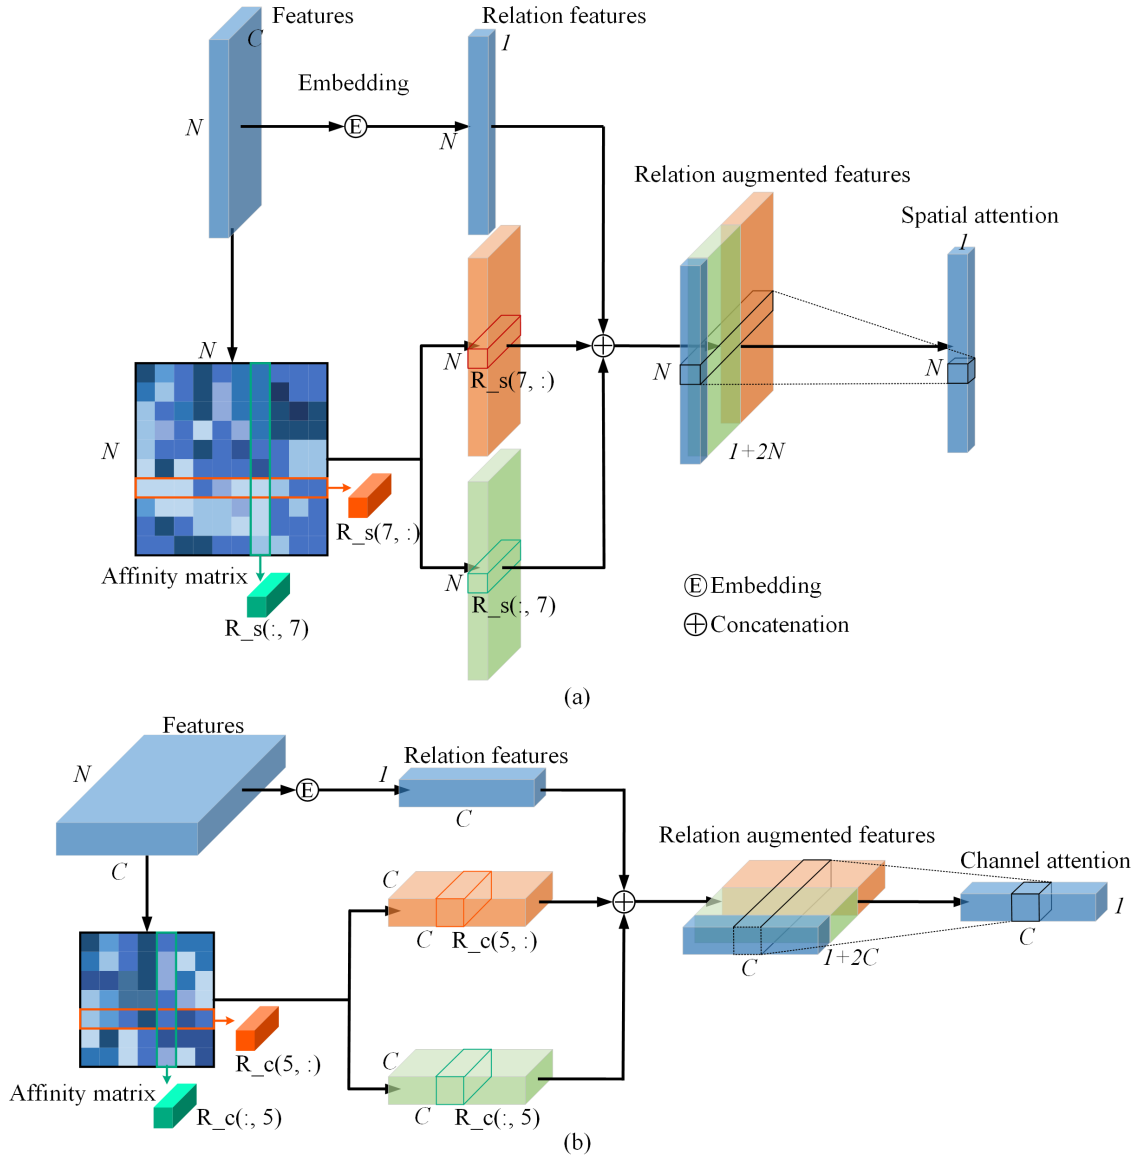 Features
Relation features
C
1
Embedding
N
E
N
Relation augmented features
Spatial attention
1
N
N
R_s(7, :)
N
N
N
1+2N
R_s(7, :)
Affinity matrix
N
R_s(:, 7)
R_s(:, 7)
E Embedding
Concatenation
(a)
Features
Relation features
N
E
1
C
Relation augmented features
Channel attention
C
C
1
C
R_c(5, :)
C
C
1+2C
R_c(5, :)
C
Affinity matrix
C
R_c(:, 5)
R_c(:, 5)
(b)